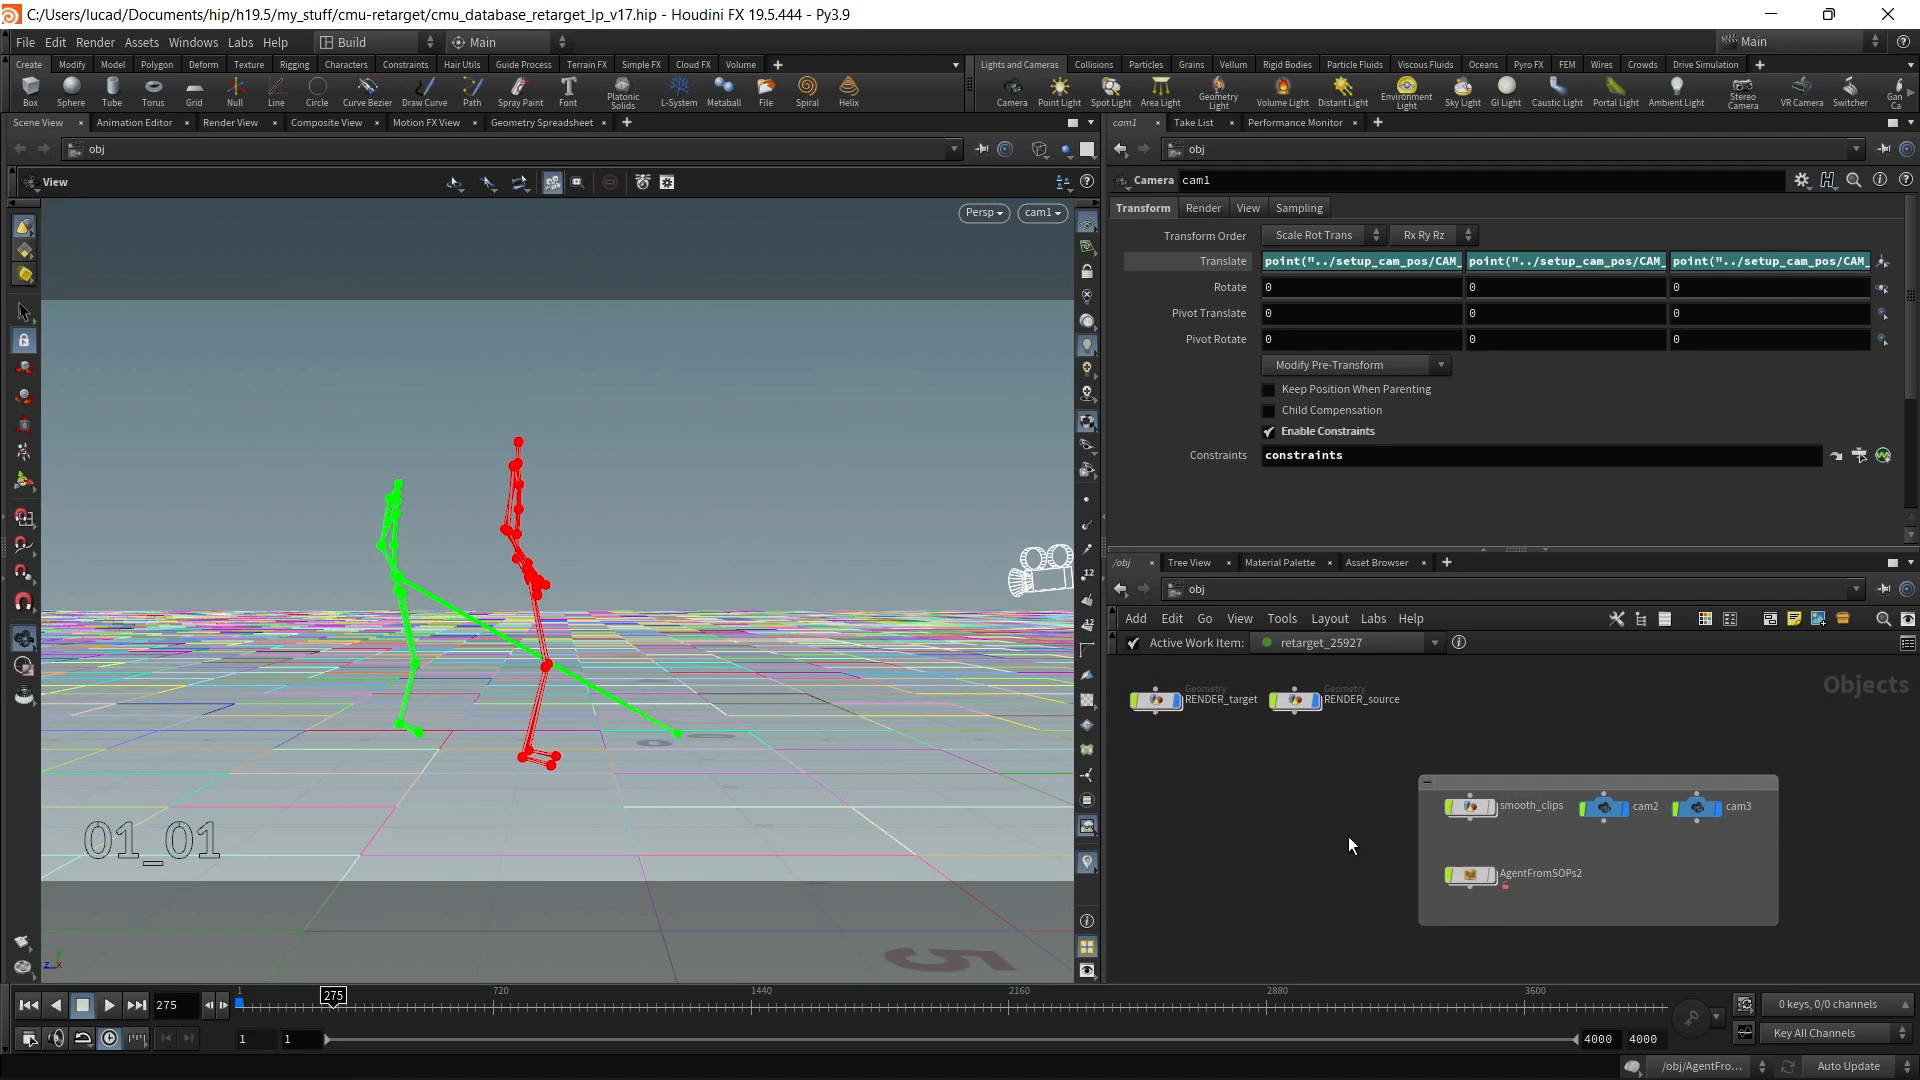 C:/Users/lucad/Documents/hip/h19.5/my_stuff/cmu-retarget/cmu_database_retarget_lp_v17.hip - Houdini FX 19.5.444 - Py3.9
File Edit Render Assets Windows Labs Help Build Main Main
Create Modify Model Polygon Deform Texture Rigging Characters Constraints Hair Utils Guide Process Terrain FX Simple FX Cloud FX Volume
Lights and Cameras Collisions Particles Grains Vellum Rigid Bodies Particle Fluids Viscous Fluids Oceans Pyro FX FEM Wires Crowds Drive Simulation
Box Sphere Tube Torus Grid Null Line Circle Curve Bezier Draw Curve Path Spray Paint Font Platonic Solids L-System Metaball File Spiral Helix
Camera Point Light Spot Light Area Light Geometry Light Volume Light Distant Light Environment Light Sky Light GI Light Caustic Light Portal Light Ambient Light Stereo Camera VR Camera Switcher Gan Ca
Scene View Animation Editor Render View Composite View Motion FX View Geometry Spreadsheet
cam1 Take List Performance Monitor
obj
obj
View
Camera cam1
Persp cam1
Transform Render View Sampling
Transform Order Scale Rot Trans Rx Ry Rz
Translate point("../setup_cam_pos/CAM_ point("../setup_cam_pos/CAM_ point("../setup_cam_pos/CAM_
Rotate 0 0 0
Pivot Translate 0 0 0
Pivot Rotate 0 0 0
Modify Pre-Transform
Keep Position When Parenting
Child Compensation
Enable Constraints
Constraints constraints
/obj Tree View Material Palette Asset Browser
obj
Add Edit Go View Tools Layout Labs Help
Active Work Item: retarget_25927
Objects
Geometry Geometry
RENDER_target RENDER_source
smooth_clips cam2 cam3
AgentFromSOPs2
12
12
01_01
0
5
z x
275 1 275 720 1440 2160 2880 3600 0 keys, 0/0 channels
1 1 4000 4000 Key All Channels
/obj/AgentFro... Auto Update